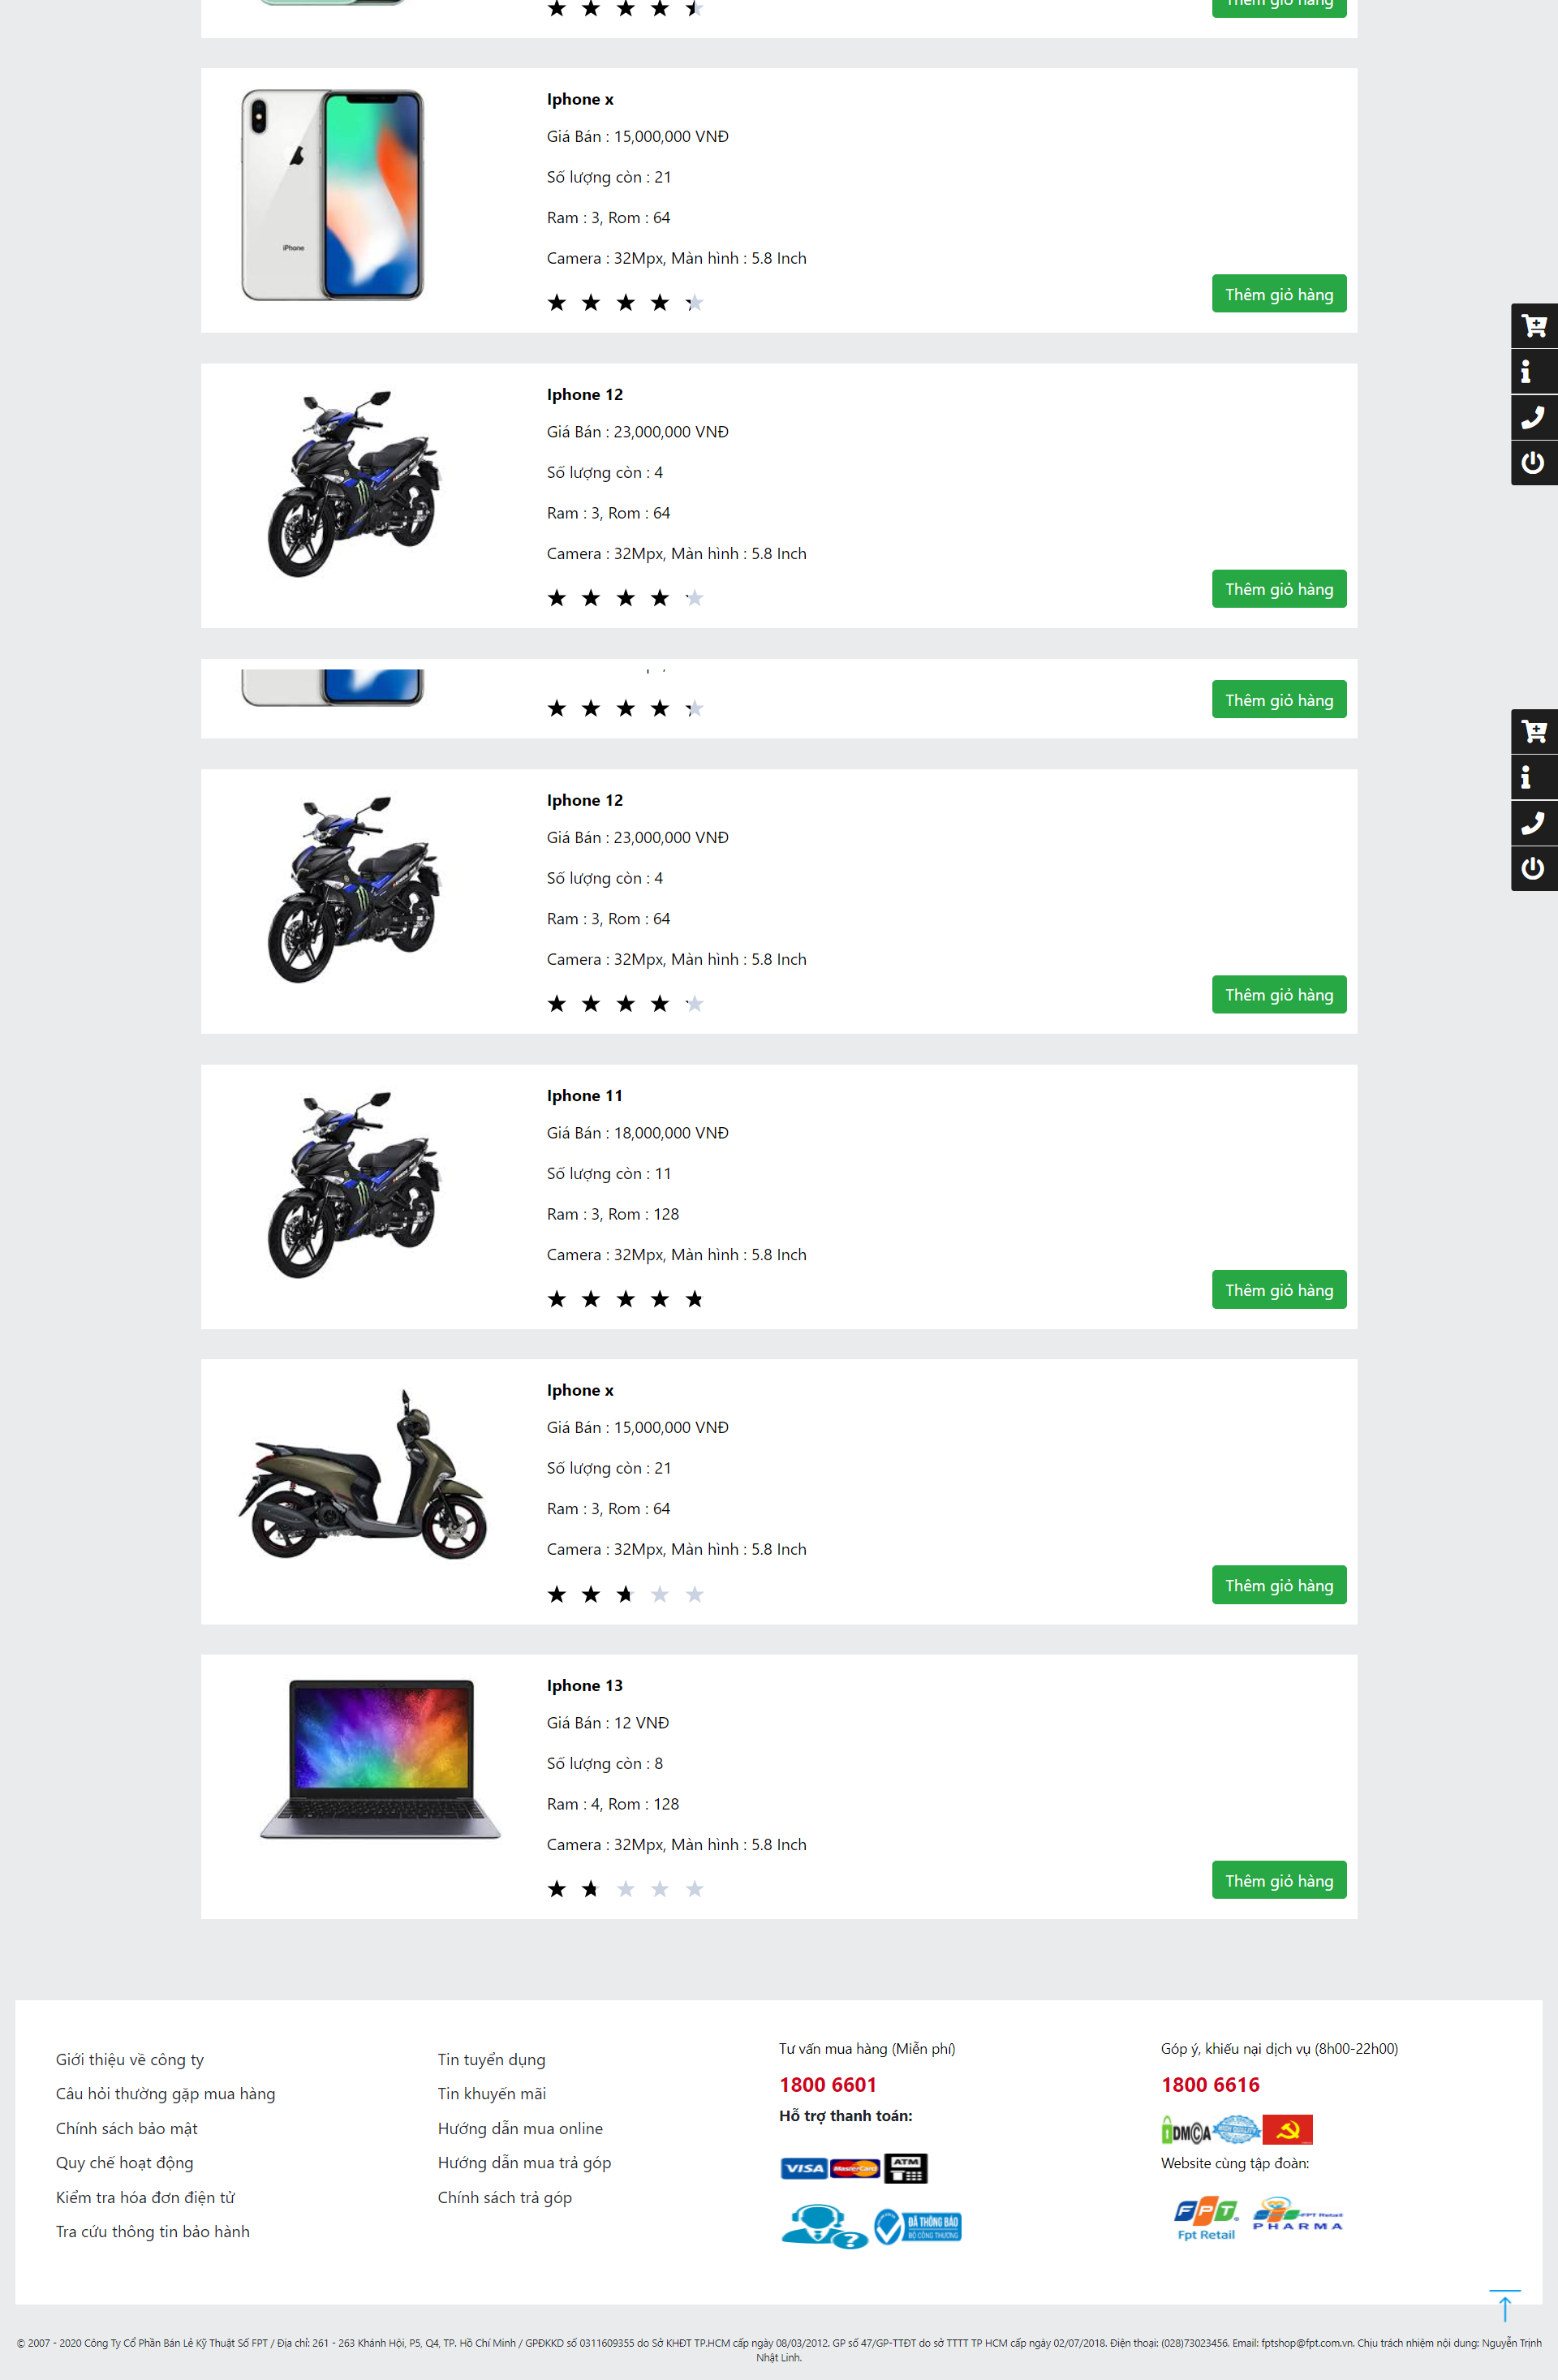 Thêm giỏ hàng
Iphone x
Giá Bán : 15,000,000 VNĐ
Số lượng còn : 21
Ram : 3, Rom : 64
Camera : 32Mpx, Màn hình : 5.8 Inch
Thêm giỏ hàng
iPhone
Iphone 12
Giá Bán : 23,000,000 VNĐ
Số lượng còn : 4
Ram : 3, Rom : 64
Camera : 32Mpx, Màn hình : 5.8 Inch
Thêm giỏ hàng
Thêm giỏ hàng
Iphone 12
Giá Bán : 23,000,000 VNĐ
Số lượng còn : 4
Ram : 3, Rom : 64
Camera : 32Mpx, Màn hình : 5.8 Inch
Thêm giỏ hàng
Iphone 11
Giá Bán : 18,000,000 VNĐ
Số lượng còn : 11
Ram : 3, Rom : 128
Camera : 32Mpx, Màn hình : 5.8 Inch
Thêm giỏ hàng
Iphone x
Giá Bán : 15,000,000 VNĐ
Số lượng còn : 21
Ram : 3, Rom : 64
Camera : 32Mpx, Màn hình : 5.8 Inch
Thêm giỏ hàng
Iphone 13
Giá Bán : 12 VNĐ
Số lượng còn : 8
Ram : 4, Rom : 128
Camera : 32Mpx, Màn hình : 5.8 Inch
Thêm giỏ hàng
Giới thiệu về công ty
Câu hỏi thường gặp mua hàng
Chính sách bảo mật
Quy chế hoạt động
Kiểm tra hóa đơn điện tử
Tra cứu thông tin bảo hành
Tin tuyển dụng
Tin khuyến mãi
Hướng dẫn mua online
Hướng dẫn mua trả góp
Chính sách trả góp
Tư vấn mua hàng (Miễn phí)
1800 6601
Hỗ trợ thanh toán:
VISA MasterCard ATM
ĐÃ THÔNG BÁO
BỘ CÔNG THƯƠNG
Góp ý, khiếu nại dịch vụ (8h00-22h00)
1800 6616
DMCA
Website cùng tập đoàn:
FPT
Fpt Retail
FPT Retail
PHARMA
© 2007 - 2020 Công Ty Cổ Phần Bán Lẻ Kỹ Thuật Số FPT / Địa chỉ: 261 - 263 Khánh Hội, P5, Q4, TP. Hồ Chí Minh / GPĐKKD số 0311609355 do Sở KHĐT TP.HCM cấp ngày 08/03/2012. GP số 47/GP-TTĐT do sở TTTT TP HCM cấp ngày 02/07/2018. Điện thoại: (028)73023456. Email: fptshop@fpt.com.vn. Chịu trách nhiệm nội dung: Nguyễn Trịnh
Nhật Linh.